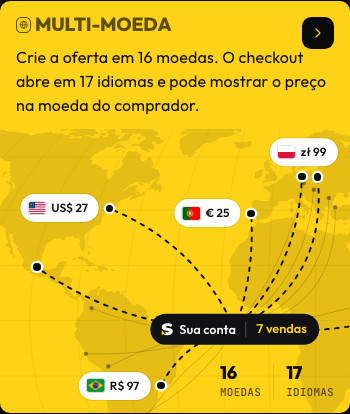 MULTI-MOEDA
Crie a oferta em 16 moedas. O checkout
abre em 17 idiomas e pode mostrar o preço
na moeda do comprador.
zł 99
US$ 27
€ 25
S Sua conta 7 vendas
R$ 97
16 17
MOEDAS IDIOMAS